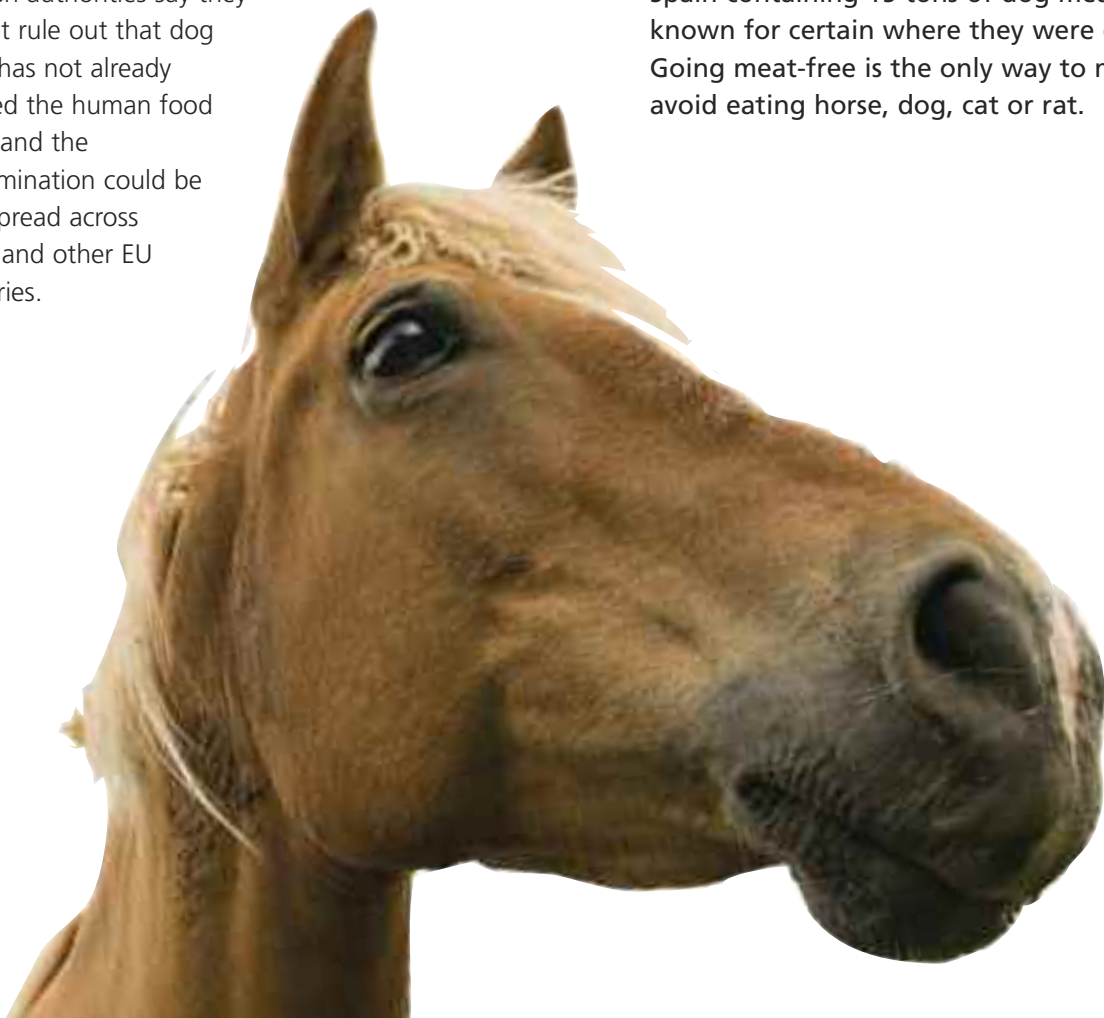 authorities say they
t rule out that dog
has not already
ed the human food
and the
mination could be
pread across
and other EU
ries.
Spain containing 15 tons of dog mea
known for certain where they were
Going meat-free is the only way to
avoid eating horse, dog, cat or rat.